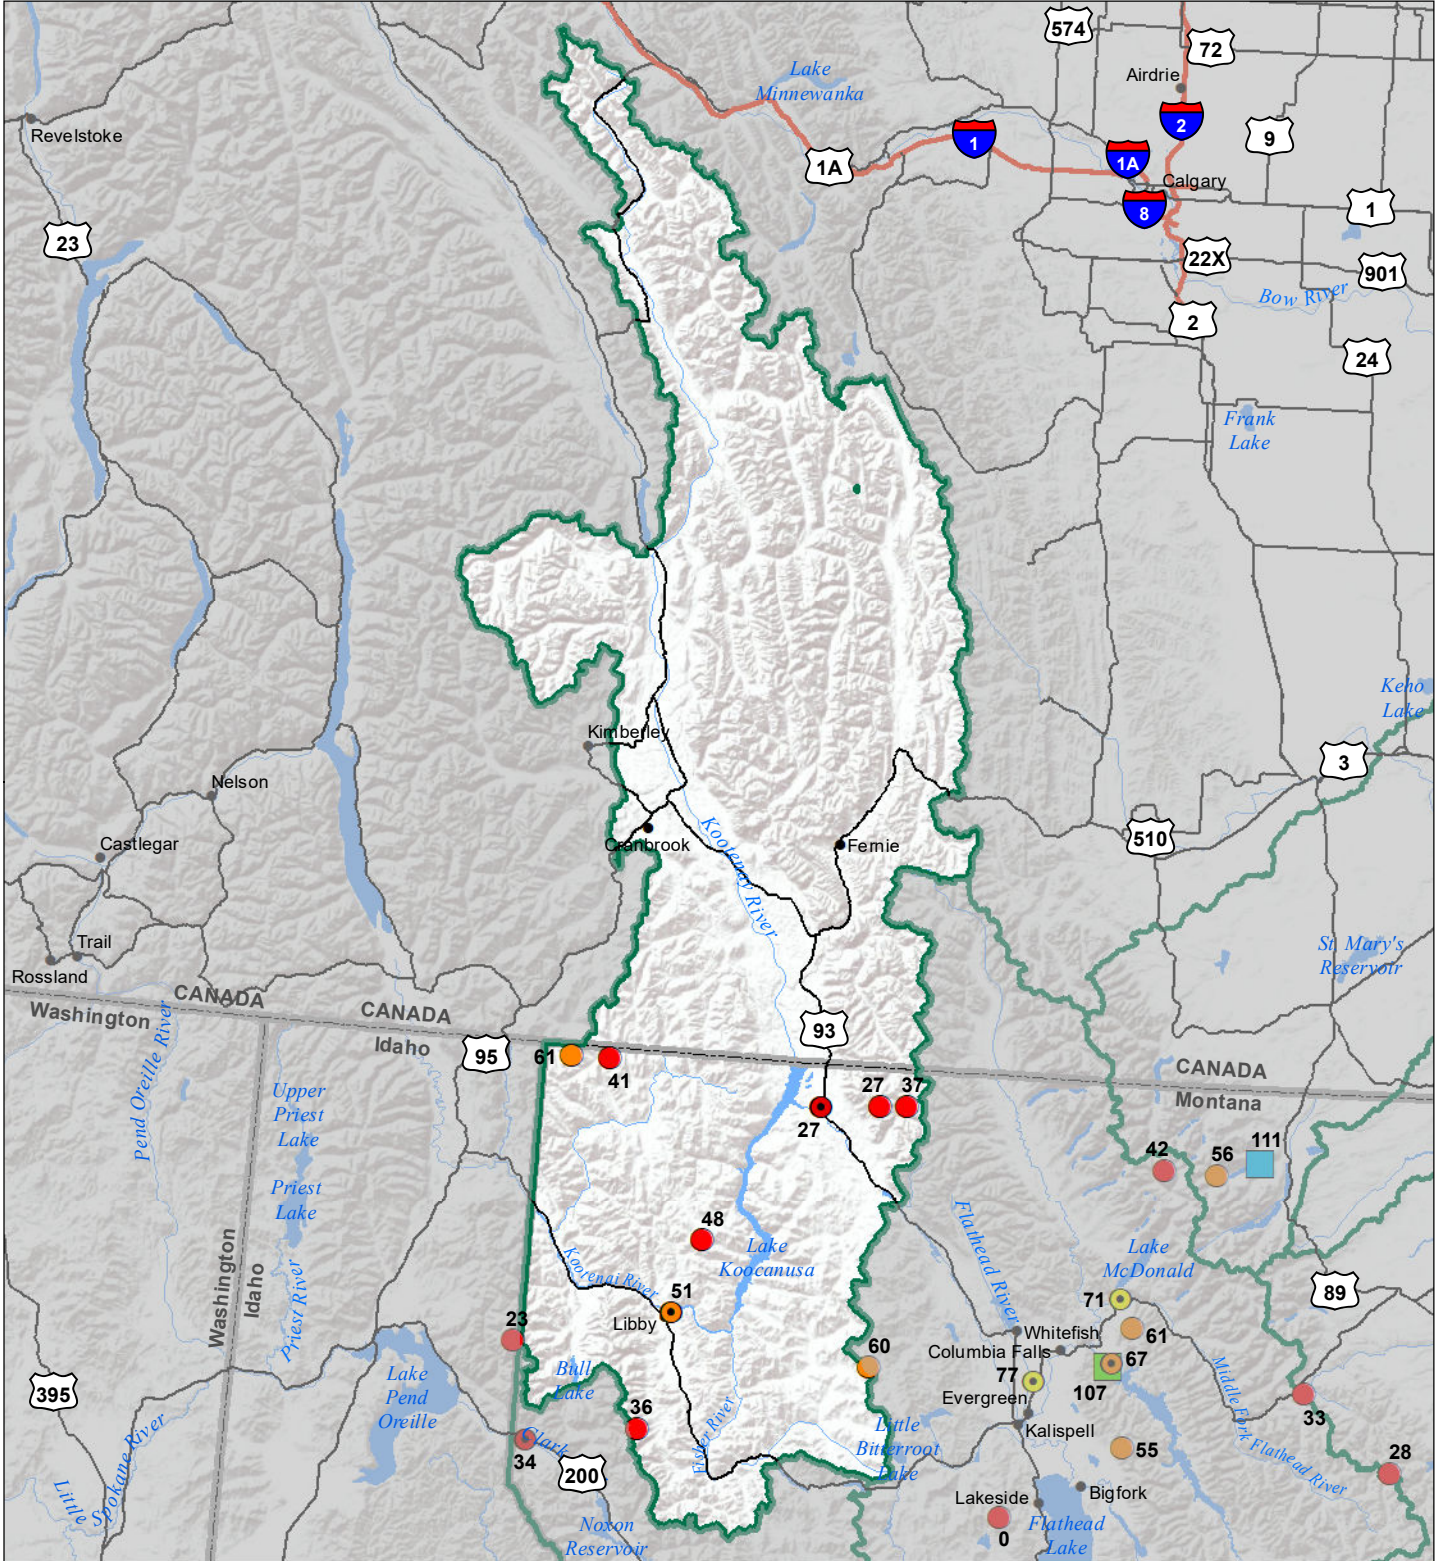 574
72
Airdrie
Lake
Minnewanka
2
9
Revelstoke
1
1A
1A
Calgary
8
1
23
22X
901
Bow River
2
24
Frank
Lake
Keho
Lake
Kimberley
3
Nelson
Kootenay River
510
Castlegar
Cranbrook
Fernie
Trail
Rossland
St. Mary's
Reservoir
CANADA
Washington
CANADA
Idaho
93
95
61
41
CANADA
Montana
27
37
27
Pend Oreille River
Upper
Priest
Lake
Priest
Lake
42
56
111
48
Lake
Koocanusa
Flathead River
Lake
McDonald
Kootenai River
Washington
Idaho
Priest River
51
Libby
71
89
23
Whitefish
61
Columbia Falls
67
60
77
107
Evergreen
Bull
Lake
Lake
Pend
Oreille
395
Middle Fork Flathead River
33
36
Fisher River
Little
Bitterroot
Lake
Kalispell
Clark
34
200
55
28
Little
Spokane River
Lakeside
Bigfork
0
Flathead
Lake
Noxon
Reservoir